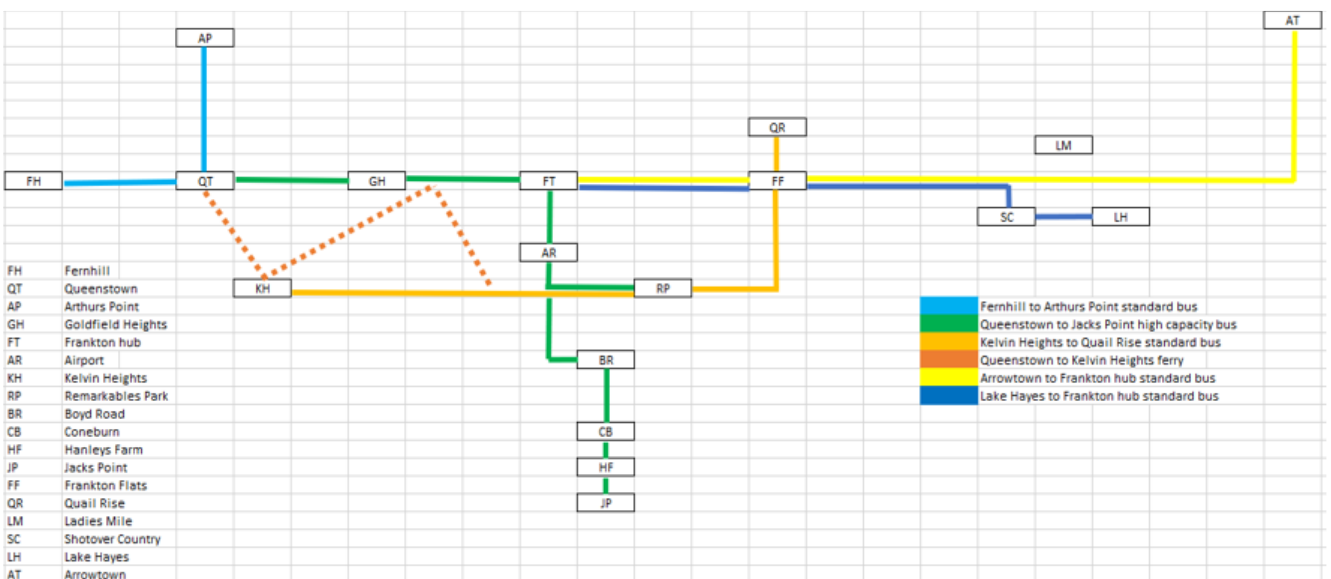 AT
AP
QR
LM
FH QT GH FT FF
SC LH
AR
KH RP
BR
CB
HF
JP
FH Fernhill
QT Queenstown
AP Arthurs Point
GH Goldfield Heights
FT Frankton hub
AR Airport
KH Kelvin Heights
RP Remarkables Park
BR Boyd Road
CB Coneburn
HF Hanleys Farm
JP Jacks Point
FF Frankton Flats
QR Quail Rise
LM Ladies Mile
SC Shotover Country
LH Lake Hayes
AT Arrowtown
Fernhill to Arthurs Point standard bus
Queenstown to Jacks Point high capacity bus
Kelvin Heights to Quail Rise standard bus
Queenstown to Kelvin Heights ferry
Arrowtown to Frankton hub standard bus
Lake Hayes to Frankton hub standard bus